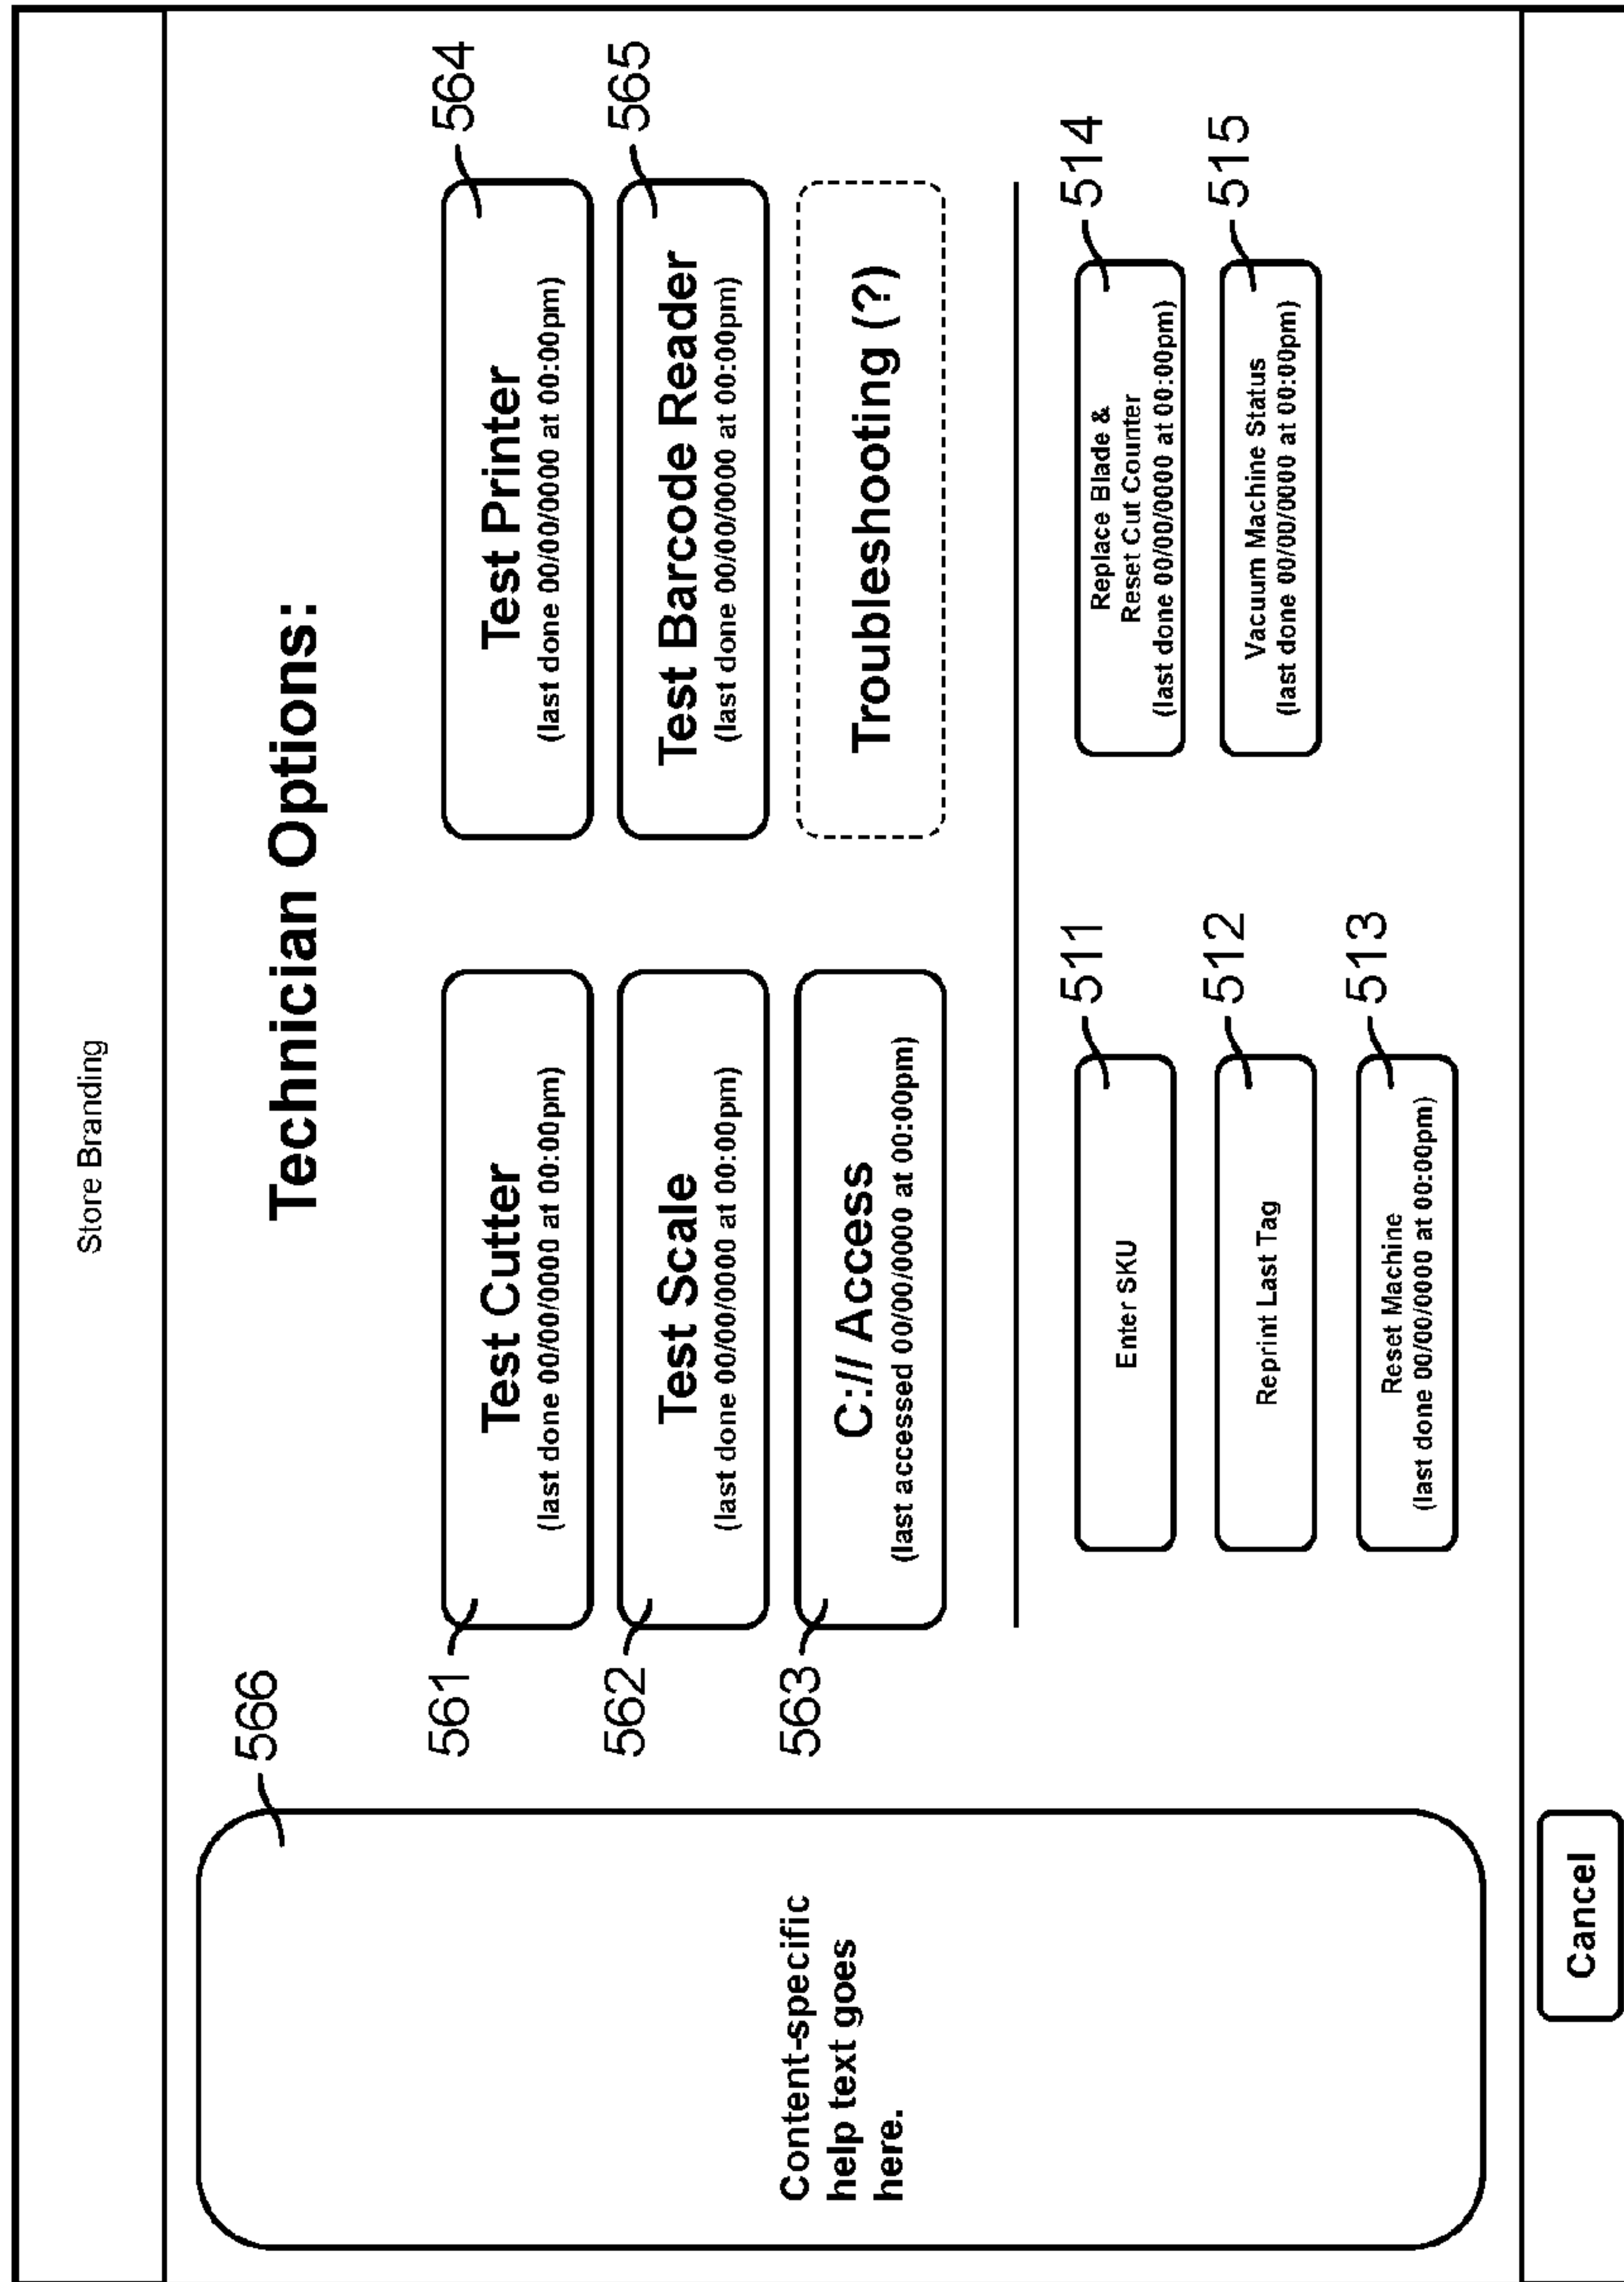 Store Branding
Technician Options:
566
Content-specific
help text goes
here.
561
Test Cutter
(last done 00/00/0000 at 00:00pm)
562
Test Scale
(last done 00/00/0000 at 00:00pm)
563
C:// Access
(last accessed 00/00/0000 at 00:00pm)
564
Test Printer
(last done 00/00/0000 at 00:00pm)
565
Test Barcode Reader
(last done 00/00/0000 at 00:00pm)
Troubleshooting (?)
511
Enter SKU
512
Reprint Last Tag
513
Reset Machine
(last done 00/00/0000 at 00:00pm)
514
Replace Blade &
Reset Cut Counter
(last done 00/00/0000 at 00:00pm)
515
Vacuum Machine Status
(last done 00/00/0000 at 00:00pm)
Cancel